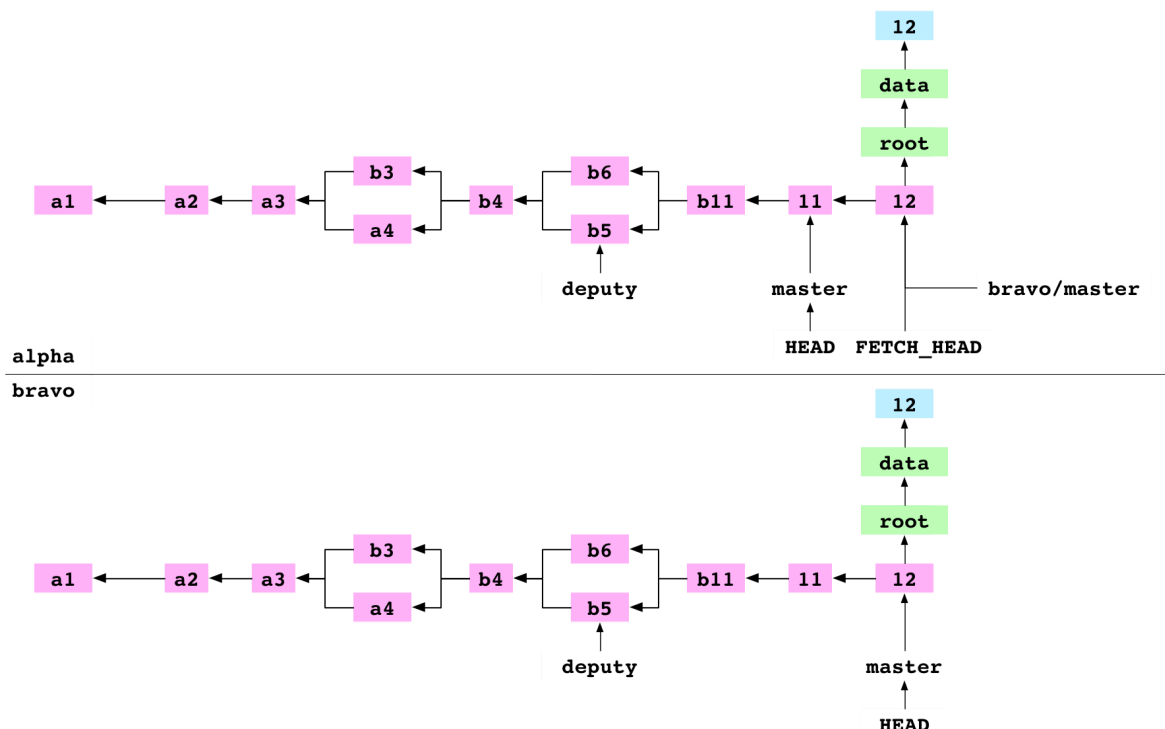 12
data
root
b3 b6
a1 a2 a3 b4 b11 11 12
a4 b5
deputy master bravo/master
HEAD FETCH_HEAD
alpha
bravo
12
data
root
b3 b6
a1 a2 a3 b4 b11 11 12
a4 b5
deputy master
HEAD